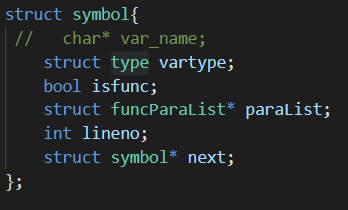 struct symbol{
//   char* var_name;
struct type vartype;
bool isfunc;
struct funcParaList* paraList;
int lineno;
struct symbol* next;
};